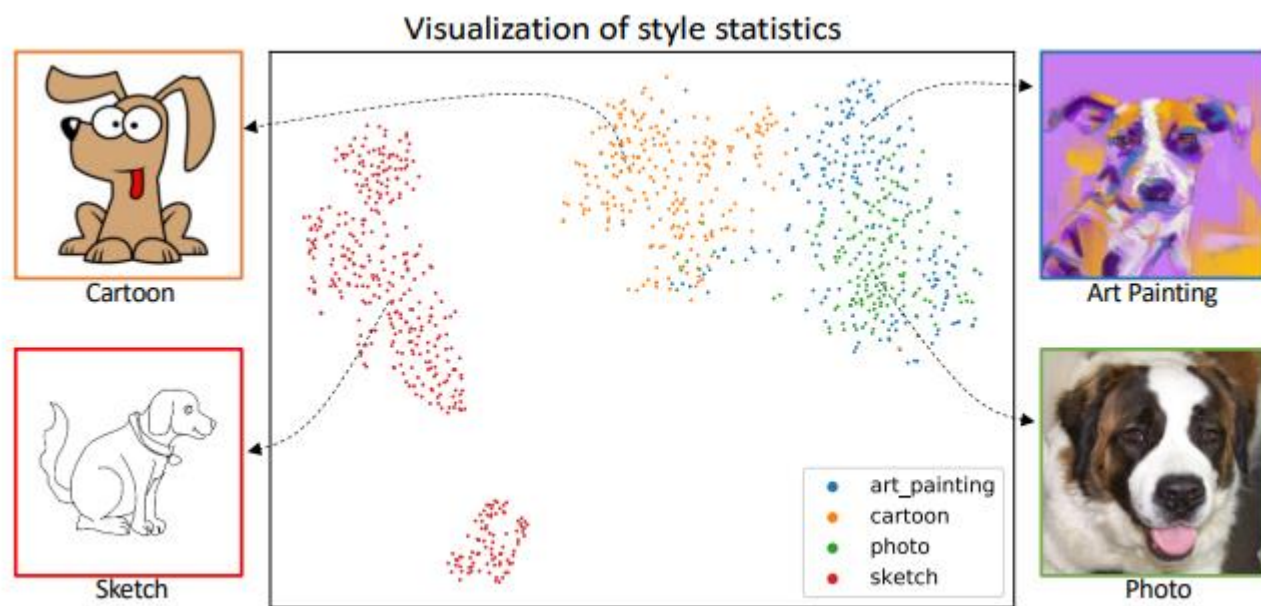 Visualization of style statistics
Cartoon
Art Painting
Sketch
Photo
art_painting
cartoon
photo
sketch